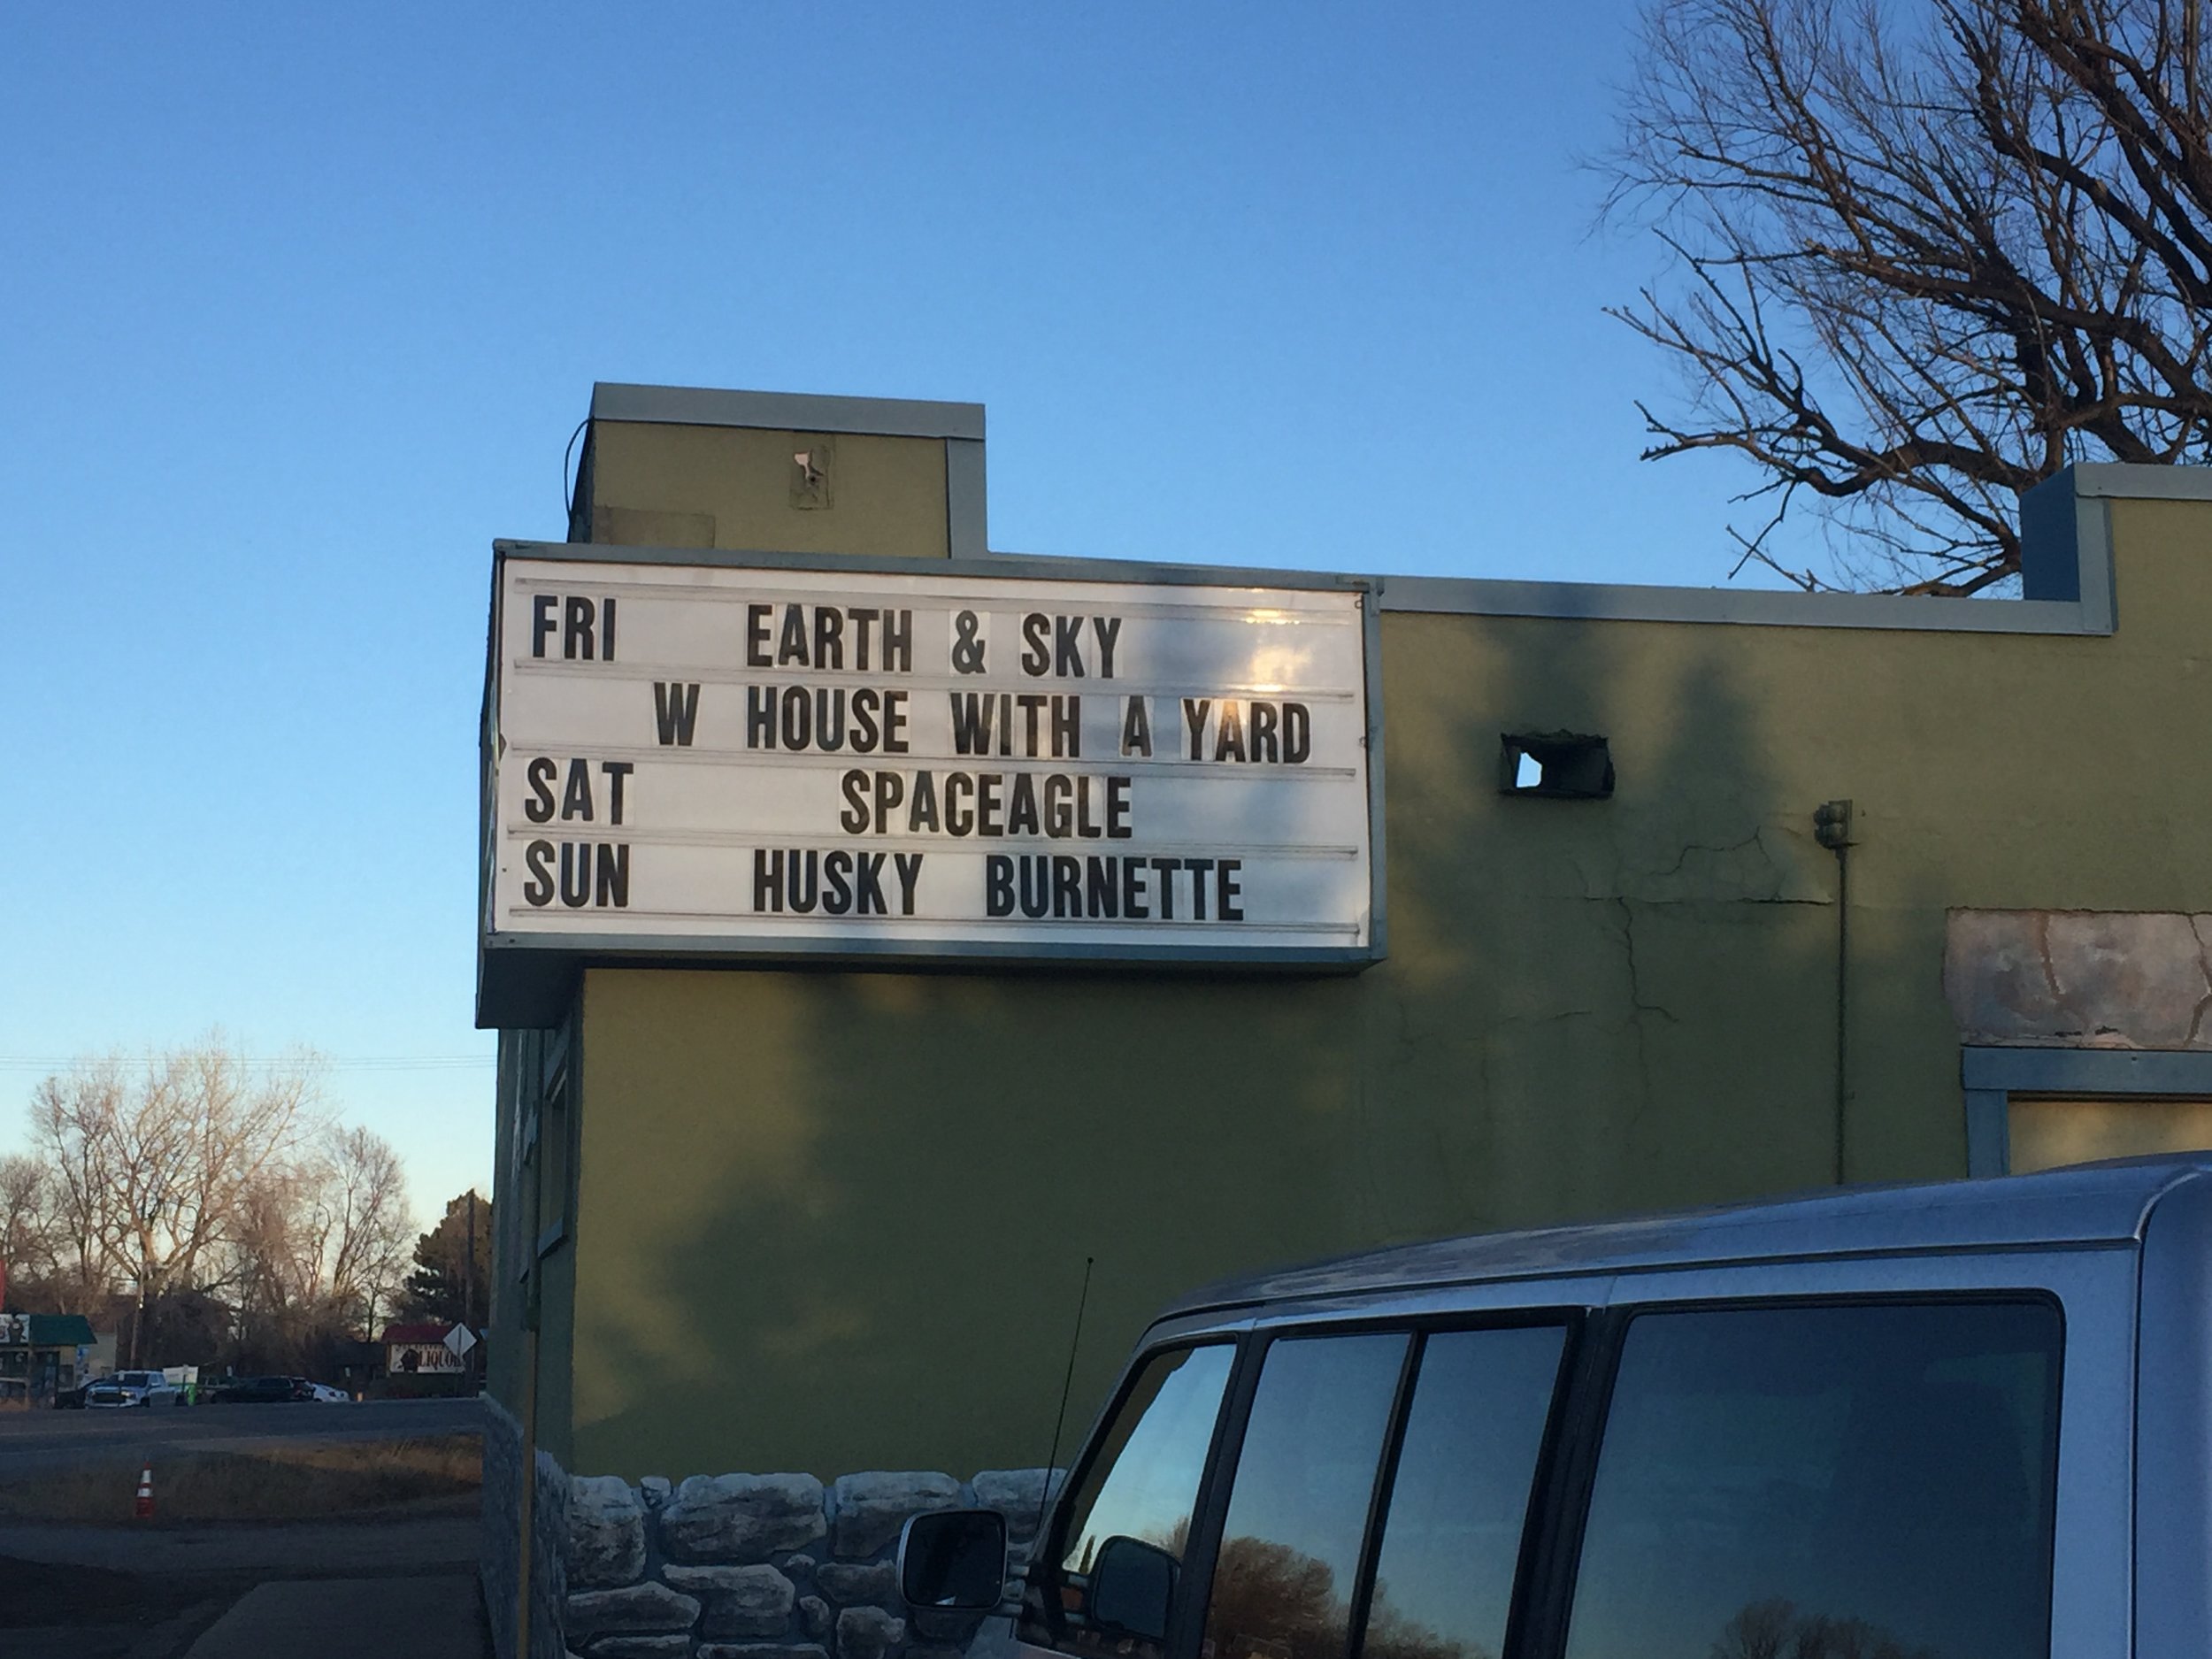 FRI EARTH & SKY
W HOUSE WITH A YARD
SAT SPACEAGLE
SUN HUSKY BURNETTE